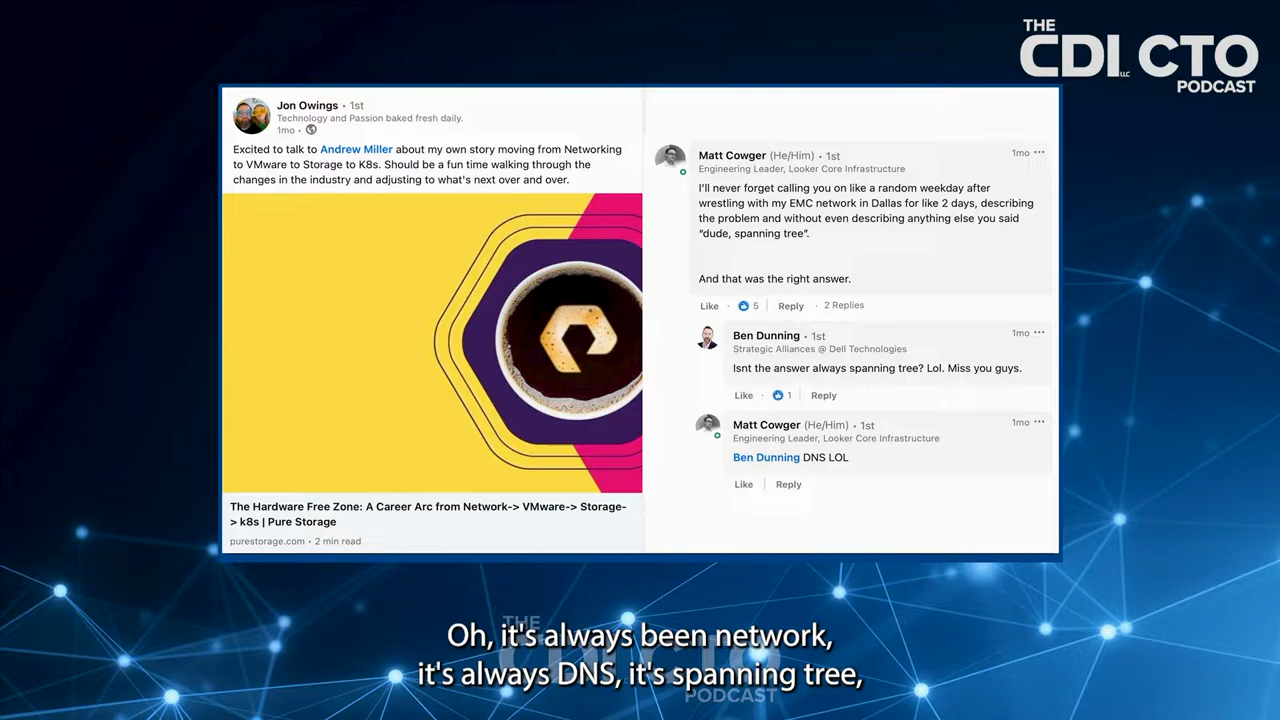 THE
CDI LLC CTO
PODCAST
Jon Owings • 1st
Technology and Passion baked fresh daily.
1mo •
Excited to talk to Andrew Miller about my own story moving from Networking
to VMware to Storage to K8s. Should be a fun time walking through the
changes in the industry and adjusting to what's next over and over.
The Hardware Free Zone: A Career Arc from Network-> VMware-> Storage-
> k8s | Pure Storage
purestorage.com • 2 min read
Matt Cowger (He/Him) • 1st
1mo •••
Engineering Leader, Looker Core Infrastructure
I'll never forget calling you on like a random weekday after
wrestling with my EMC network in Dallas for like 2 days, describing
the problem and without even describing anything else you said
“dude, spanning tree”.
And that was the right answer.
Like · 5 | Reply · 2 Replies
Ben Dunning • 1st
1mo •••
Strategic Alliances @ Dell Technologies
Isnt the answer always spanning tree? Lol. Miss you guys.
Like · 1 | Reply
Matt Cowger (He/Him) • 1st
1mo •••
Engineering Leader, Looker Core Infrastructure
Ben Dunning DNS LOL
Like | Reply
THE
CDI CTO
PODCAST
Oh, it's always been network,
it's always DNS, it's spanning tree,